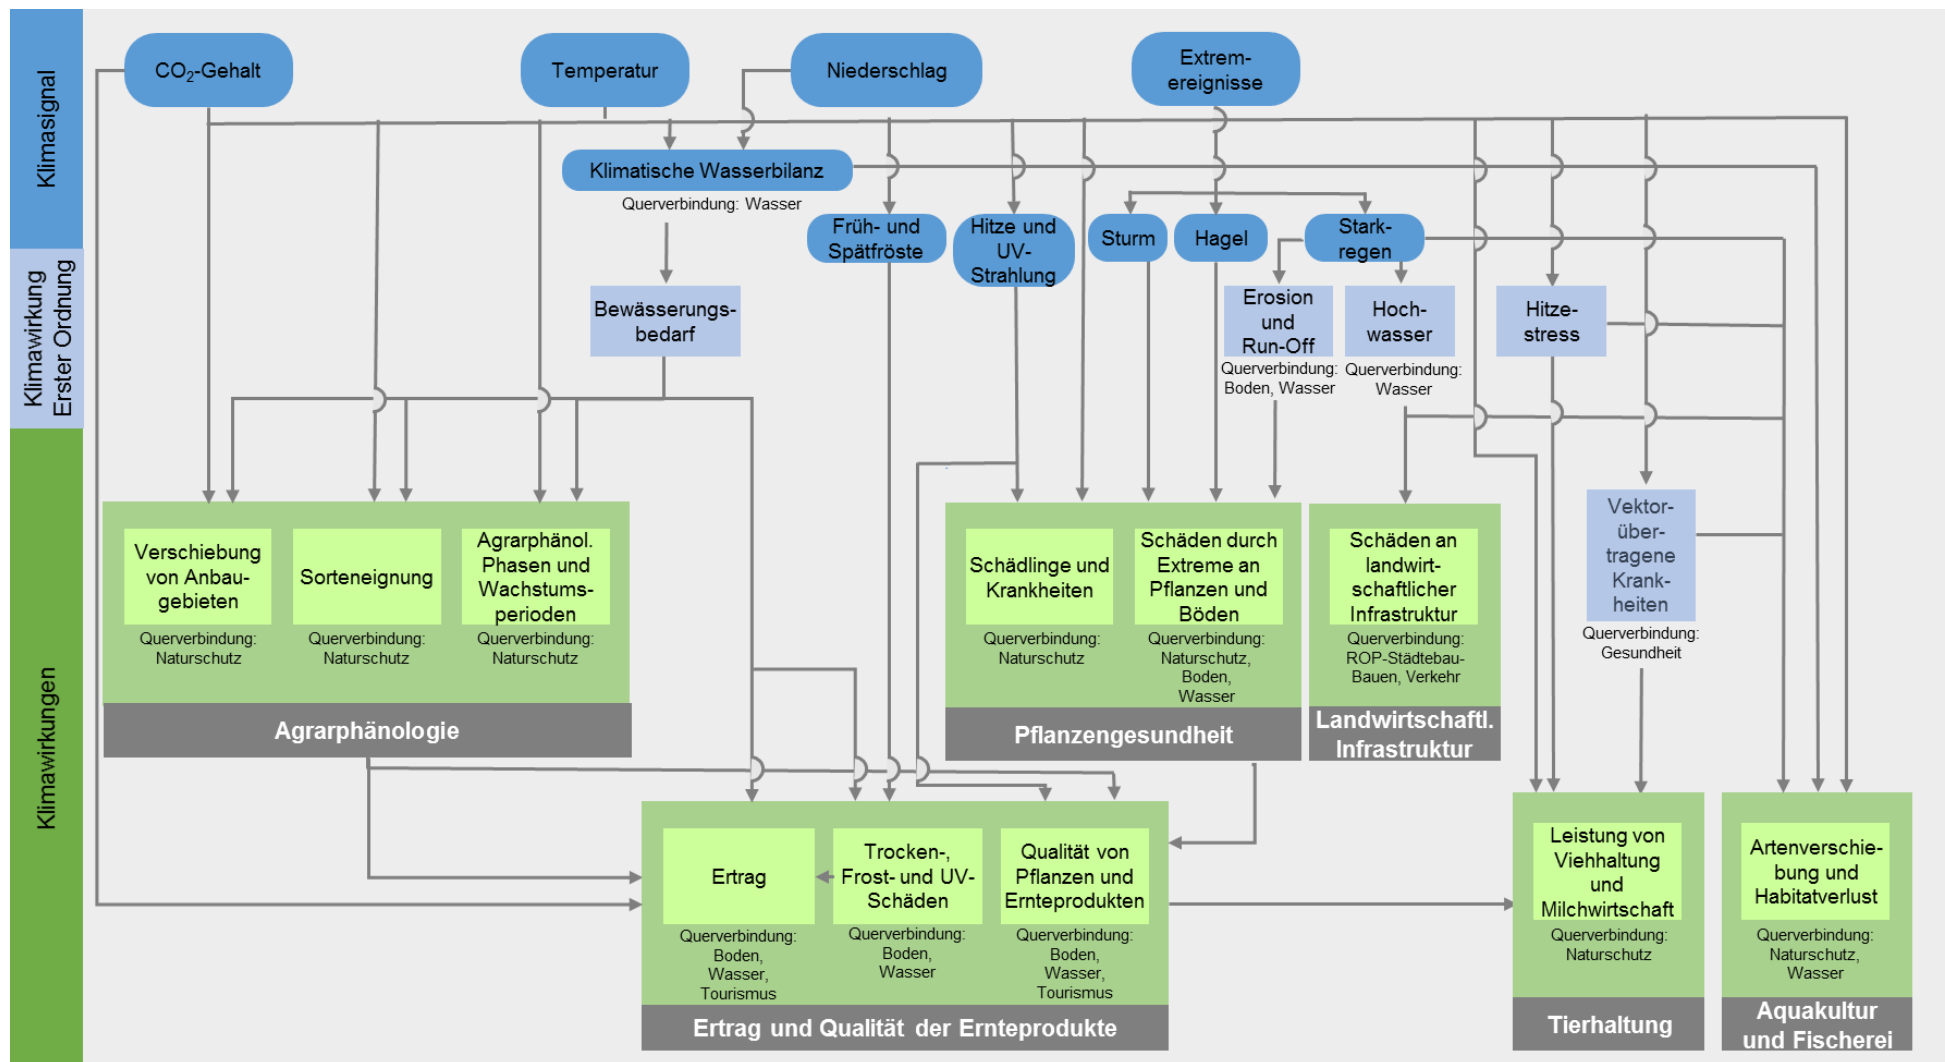 Klimasignal
CO₂-Gehalt
Temperatur
Niederschlag
Extrem-
ereignisse
Klimatische Wasserbilanz
Querverbindung: Wasser
Früh- und
Spätfröste
Hitze und
UV-
Strahlung
Sturm
Hagel
Stark-
regen
Klimawirkung
Erster Ordnung
Bewässerungs-
bedarf
Erosion
und
Run-Off
Querverbindung:
Boden, Wasser
Hoch-
wasser
Querverbindung:
Wasser
Hitze-
stress
Klimawirkungen
Verschiebung
von Anbau-
gebieten
Querverbindung:
Naturschutz
Sorteneignung
Querverbindung:
Naturschutz
Agrarphänol.
Phasen und
Wachstums-
perioden
Querverbindung:
Naturschutz
Agrarphänologie
Schädlinge und
Krankheiten
Querverbindung:
Naturschutz
Schäden durch
Extreme an
Pflanzen und
Böden
Querverbindung:
Naturschutz,
Boden,
Wasser
Pflanzengesundheit
Schäden an
landwirt-
schaftlicher
Infrastruktur
Querverbindung:
ROP-Städtebau-
Bauen, Verkehr
Landwirtschaftl.
Infrastruktur
Vektor-
über-
tragene
Krank-
heiten
Querverbindung:
Gesundheit
Ertrag
Querverbindung:
Boden,
Wasser,
Tourismus
Trocken-,
Frost- und UV-
Schäden
Querverbindung:
Boden,
Wasser
Qualität von
Pflanzen und
Ernteprodukten
Querverbindung:
Boden,
Wasser,
Tourismus
Ertrag und Qualität der Ernteprodukte
Leistung von
Viehhaltung
und
Milchwirtschaft
Querverbindung:
Naturschutz
Tierhaltung
Artenverschie-
bung und
Habitatverlust
Querverbindung:
Naturschutz,
Wasser
Aquakultur
und Fischerei